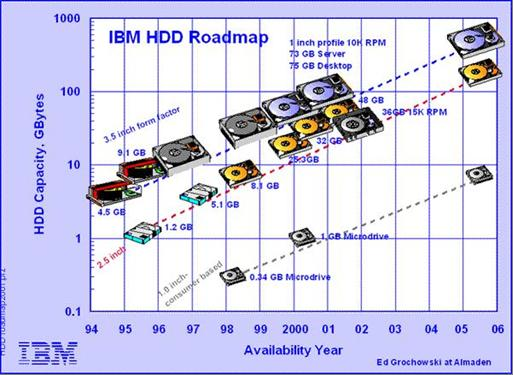 IBM HDD Roadmap
1 inch profile 10K RPM
73 GB Server
75 GB Desktop
1000
100
10
1
0.1
HDD Capacity, GBytes
3.5 inch form factor
48 GB
36GB 15K RPM
9.1 GB
32 GB
25.3GB
8.1 GB
4.5 GB
5.1 GB
1.2 GB
2.5 inch
1 GB Microdrive
1.0 inch-
consumer based
0.34 GB Microdrive
94 95 96 97 98 99 2000 01 02 03 04 05 06
Availability Year
IBM
Ed Grochowski at Almaden